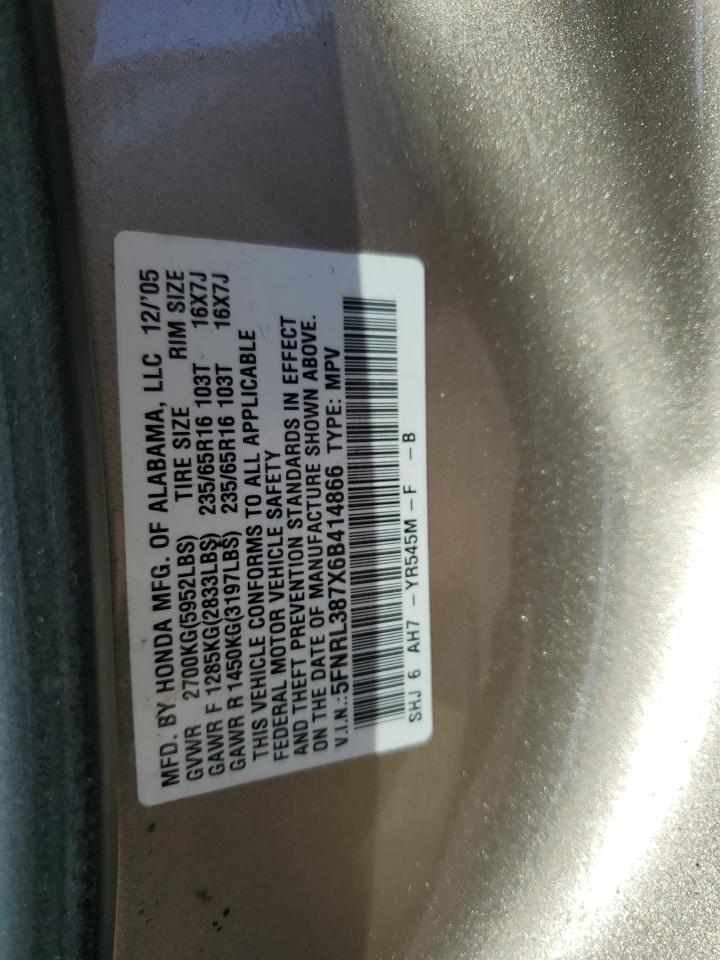 MFD. BY HONDA MFG. OF ALABAMA, LLC 12/'05
GVWR 2700KG(5952LBS) TIRE SIZE RIM SIZE
GAWR F 1285KG(2833LBS) 235/65R16 103T 16X7J
GAWR R 1450KG(3197LBS) 235/65R16 103T 16X7J
THIS VEHICLE CONFORMS TO ALL APPLICABLE
FEDERAL MOTOR VEHICLE SAFETY
AND THEFT PREVENTION STANDARDS IN EFFECT
ON THE DATE OF MANUFACTURE SHOWN ABOVE.
V.I.N.:5FNRL387X6B414866 TYPE: MPV
SHJ 6 AH7 -YR545M-F -B